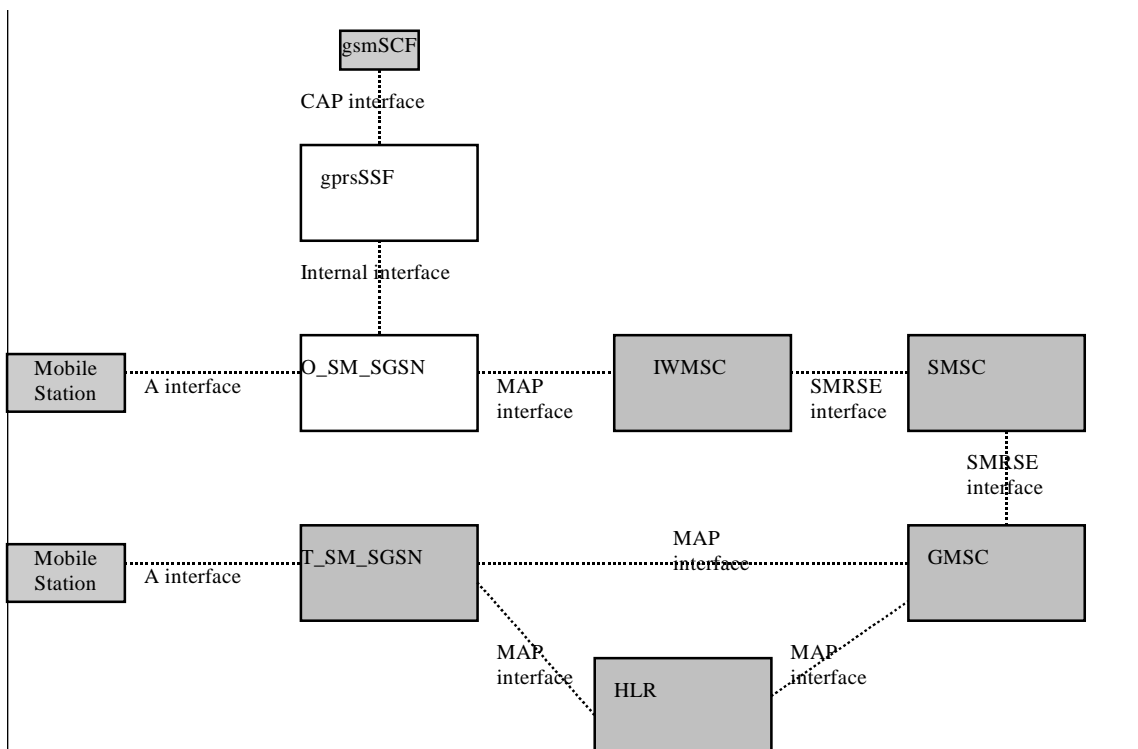 gsmSCF
CAP interface
gprsSSF
Internal interface
Mobile
Station
A interface
O_SM_SGSN
MAP
interface
IWMSC
SMRSE
interface
SMSC
SMRSE
interface
Mobile
Station
A interface
T_SM_SGSN
MAP
interface
GMSC
MAP
interface
HLR
MAP
interface